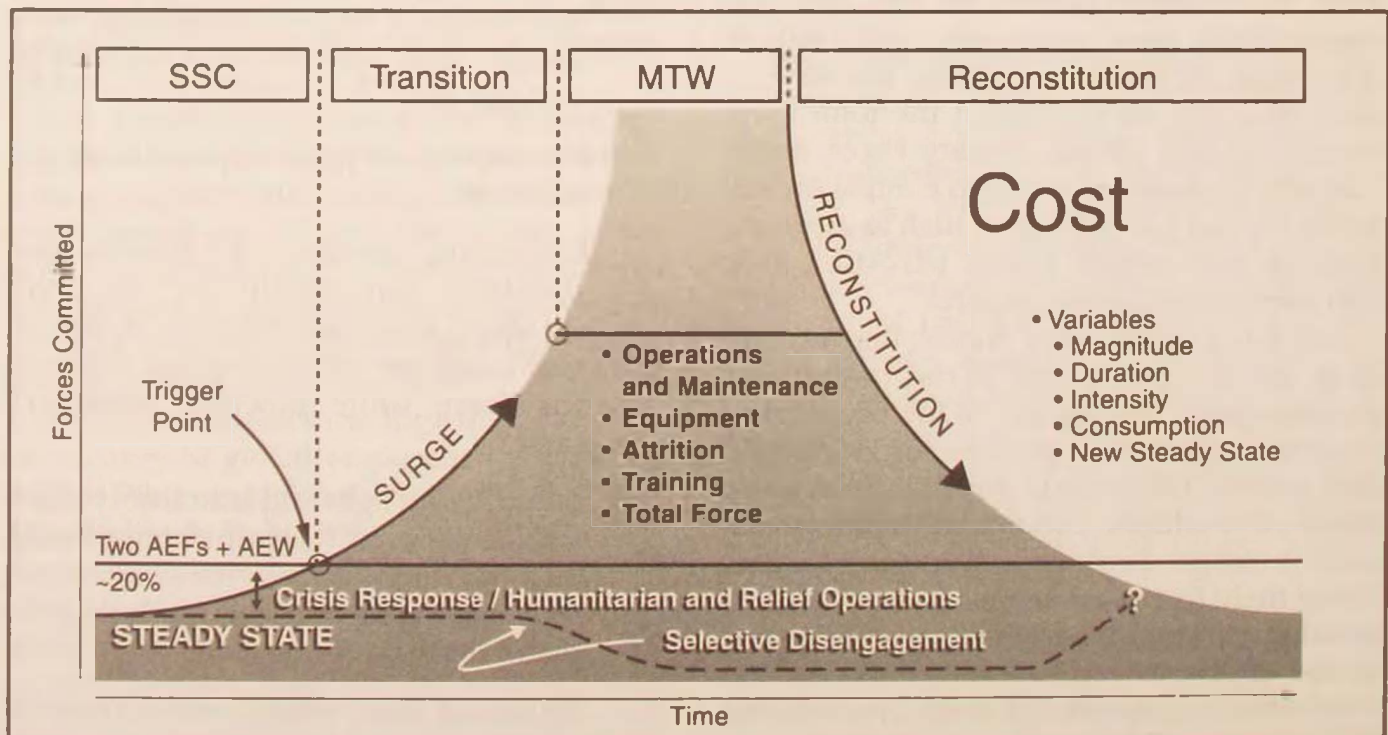 SSC
Transition
MTW
Reconstitution
Forces Committed
Cost
RECONSTITUTION
• Variables
• Magnitude
• Duration
• Intensity
• Consumption
• New Steady State
Trigger
Point
SURGE
• Operations
and Maintenance
• Equipment
• Attrition
• Training
• Total Force
Two AEFs + AEW
~20%
Crisis Response / Humanitarian and Relief Operations
?
STEADY STATE
Selective Disengagement
Time